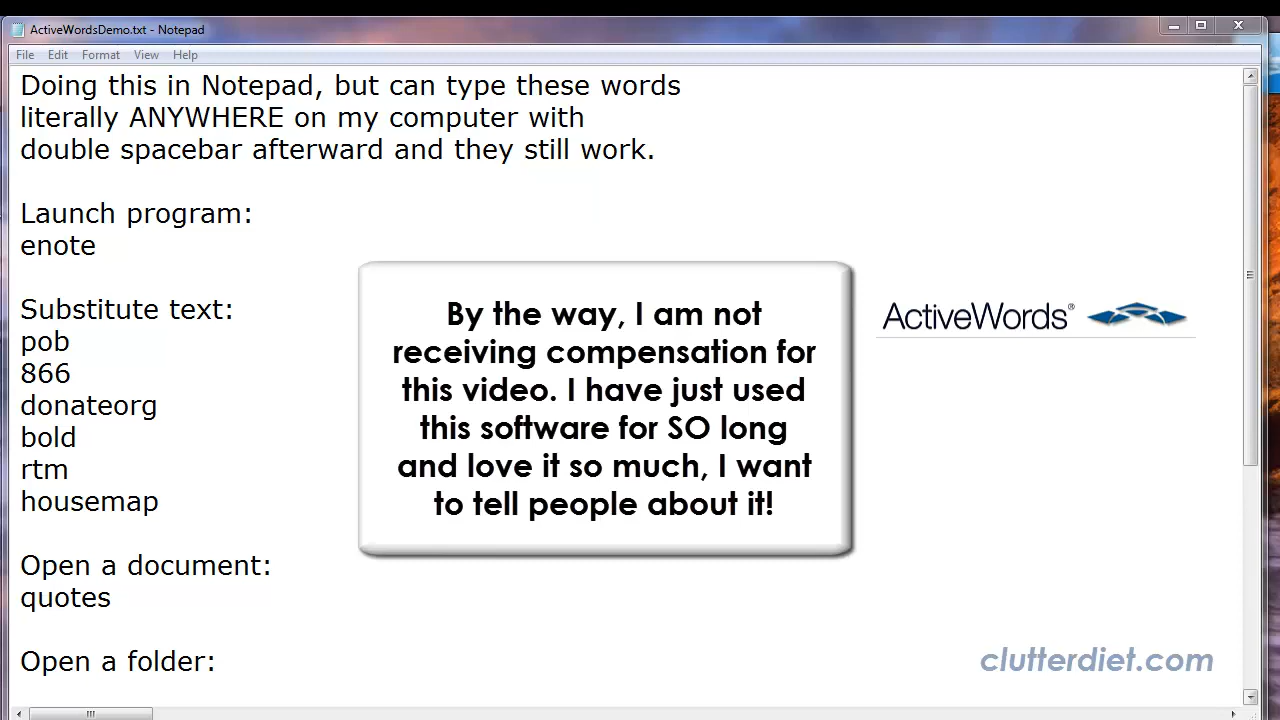 ActiveWordsDemo.txt - Notepad
File Edit Format View Help
Doing this in Notepad, but can type these words
literally ANYWHERE on my computer with
double spacebar afterward and they still work.
Launch program:
enote
Substitute text:
pob
866
donateorg
bold
rtm
housemap
Open a document:
quotes
Open a folder:
By the way, I am not
receiving compensation for
this video. I have just used
this software for SO long
and love it so much, I want
to tell people about it!
ActiveWords®
clutterdiet.com